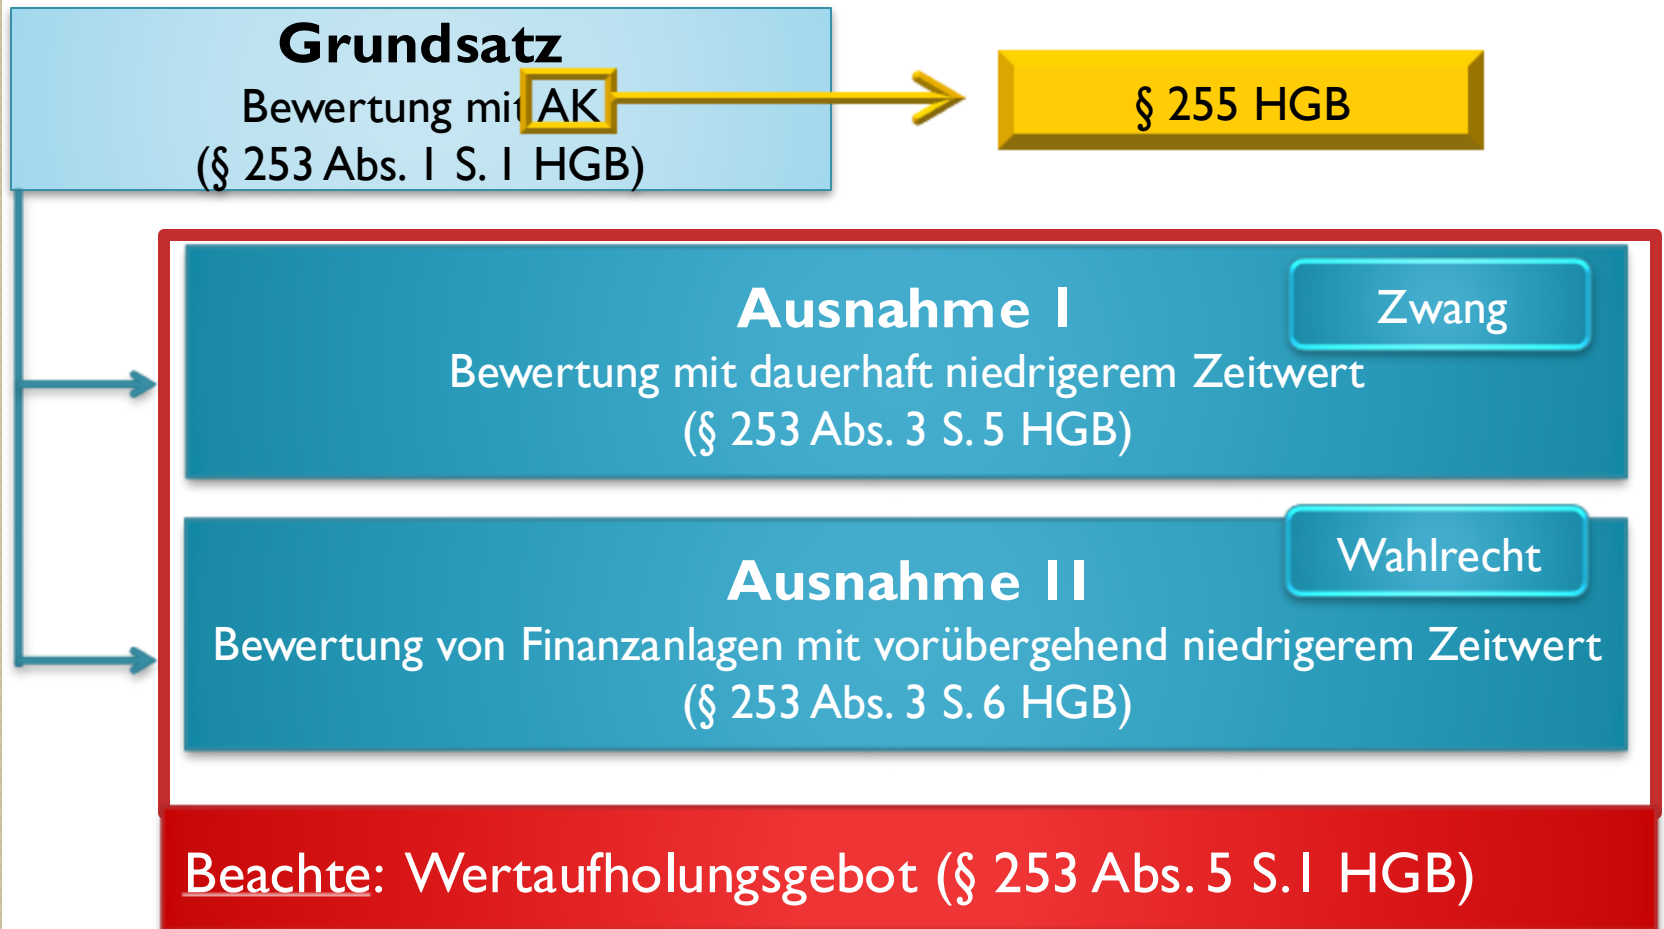 Grundsatz
Bewertung mit AK
(§ 253 Abs. 1 S. 1 HGB)
§ 255 HGB
Ausnahme I
Zwang
Bewertung mit dauerhaft niedrigerem Zeitwert
(§ 253 Abs. 3 S. 5 HGB)
Ausnahme II
Wahlrecht
Bewertung von Finanzanlagen mit vorübergehend niedrigerem Zeitwert
(§ 253 Abs. 3 S. 6 HGB)
Beachte: Wertaufholungsgebot (§ 253 Abs. 5 S.1 HGB)